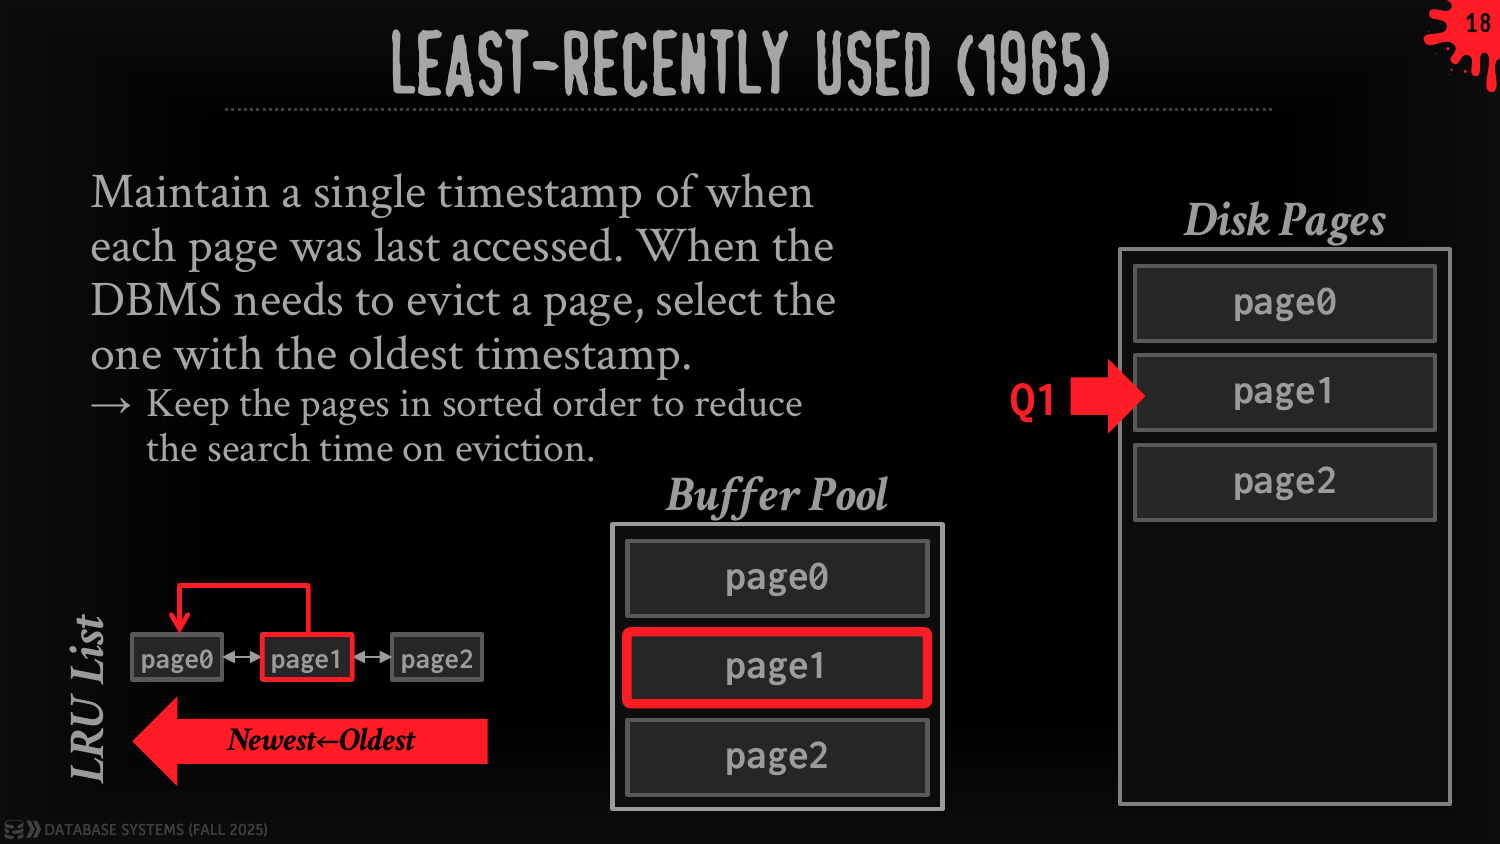 18
LEAST-RECENTLY USED (1965)
Maintain a single timestamp of when
each page was last accessed. When the
DBMS needs to evict a page, select the
one with the oldest timestamp.
→ Keep the pages in sorted order to reduce
the search time on eviction.
Disk Pages
page0
Q1
page1
page2
Buffer Pool
page0
page1
page2
LRU List
page0
page1
page2
Newest←Oldest
DATABASE SYSTEMS (FALL 2025)